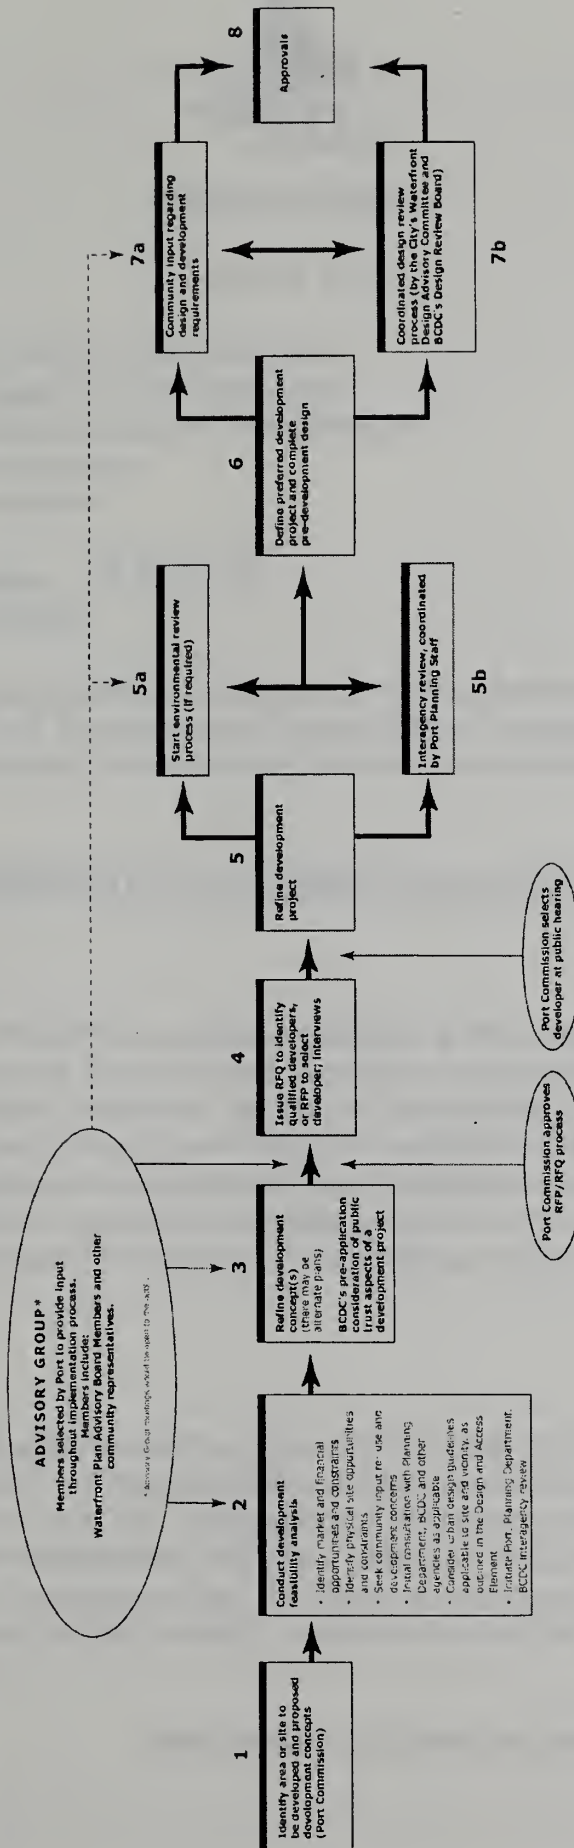 ADVISORY GROUP*
Members selected by Port to provide input
throughout implementation process.
Members include:
Waterfront Plan Advisory Board Members and other
community representatives.
* Advisory Group meetings would be open to the
1
Identify area or site to
be developed and proposed
development concepts
(Port Commission)
2
Conduct development
feasibility analysis
• Identify market and financial
opportunities and constraints
• Identify physical site opportunities
and constraints
• Seek community input re: use and
development concerns
• Initial consultation with Planning
Department, BCDC and other
agencies as applicable
• Consider urban design guidelines
applicable to site and vicinity, as
outlined in the Design and Access
Element
• Initiate Port, Planning Department,
BCDC interagency review
3
Refine development
concept(s)
(there may be
alternate plans)
BCDC's pre-application
consideration of public
trust aspects of a
development project
Port Commission approves
RFP/RFQ process
4
Issue RFQ to identify
qualified developers,
or RFP to select
developer; interviews
Port Commission selects
developer at public hearing
5
Refine development
project
5a
Start environmental review
process (if required)
Interagency review, coordinated
by Port Planning Staff
5b
6
Define preferred development
project and complete
pre-development design
7a
Community input regarding
design and development
requirements
Coordinated design review
process (by the City's Waterfront
Design Advisory Committee and
BCDC's Design Review Board)
7b
8
Approvals